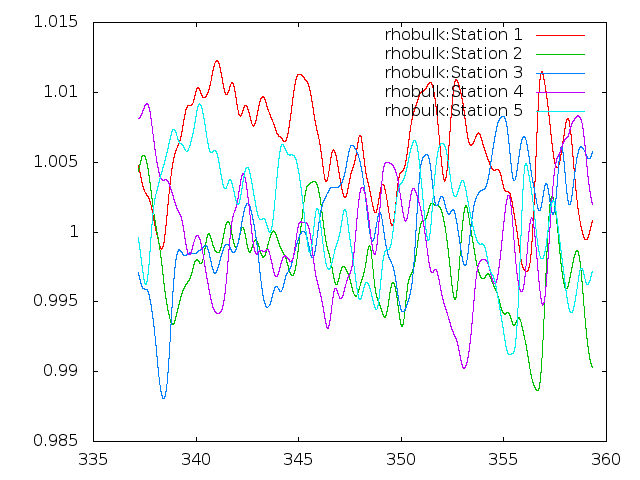 1.015
1.01
1.005
1
0.995
0.99
0.985
335
340
345
350
355
360
rhobulk:Station 1
rhobulk:Station 2
rhobulk:Station 3
rhobulk:Station 4
rhobulk:Station 5